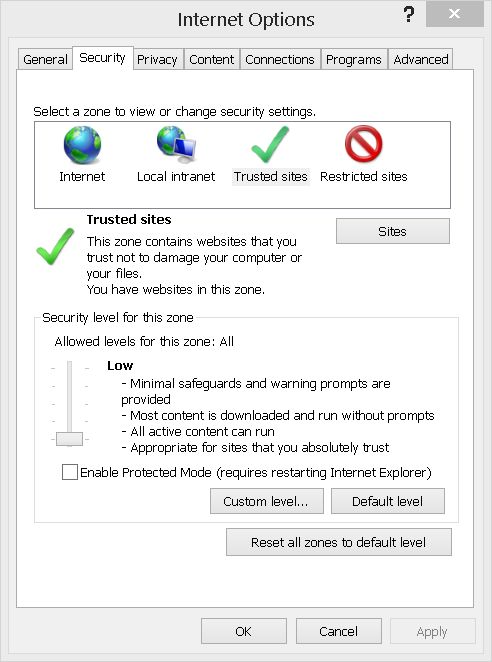 Internet Options
?
General Security Privacy Content Connections Programs Advanced
Select a zone to view or change security settings.
Internet Local intranet Trusted sites Restricted sites
Trusted sites
Sites
This zone contains websites that you
trust not to damage your computer or
your files.
You have websites in this zone.
Security level for this zone
Allowed levels for this zone: All
Low
- Minimal safeguards and warning prompts are
provided
- Most content is downloaded and run without prompts
- All active content can run
- Appropriate for sites that you absolutely trust
Enable Protected Mode (requires restarting Internet Explorer)
Custom level... Default level
Reset all zones to default level
OK Cancel Apply